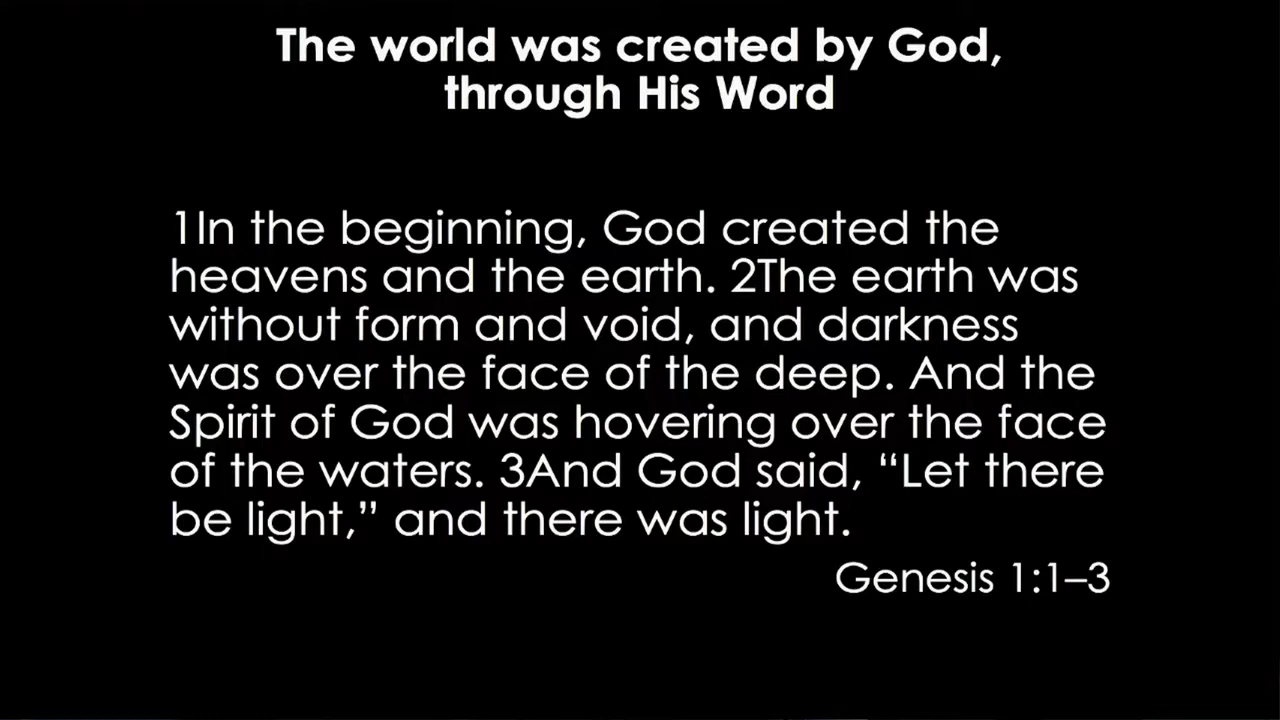 The world was created by God,
through His Word
1In the beginning, God created the
heavens and the earth. 2The earth was
without form and void, and darkness
was over the face of the deep. And the
Spirit of God was hovering over the face
of the waters. 3And God said, “Let there
be light,” and there was light.
Genesis 1:1–3